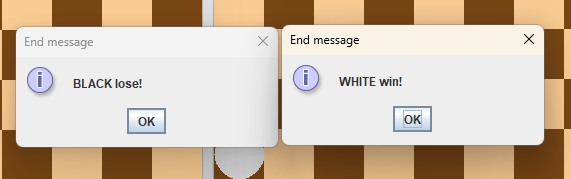 End message
BLACK lose!
OK
End message
WHITE win!
OK